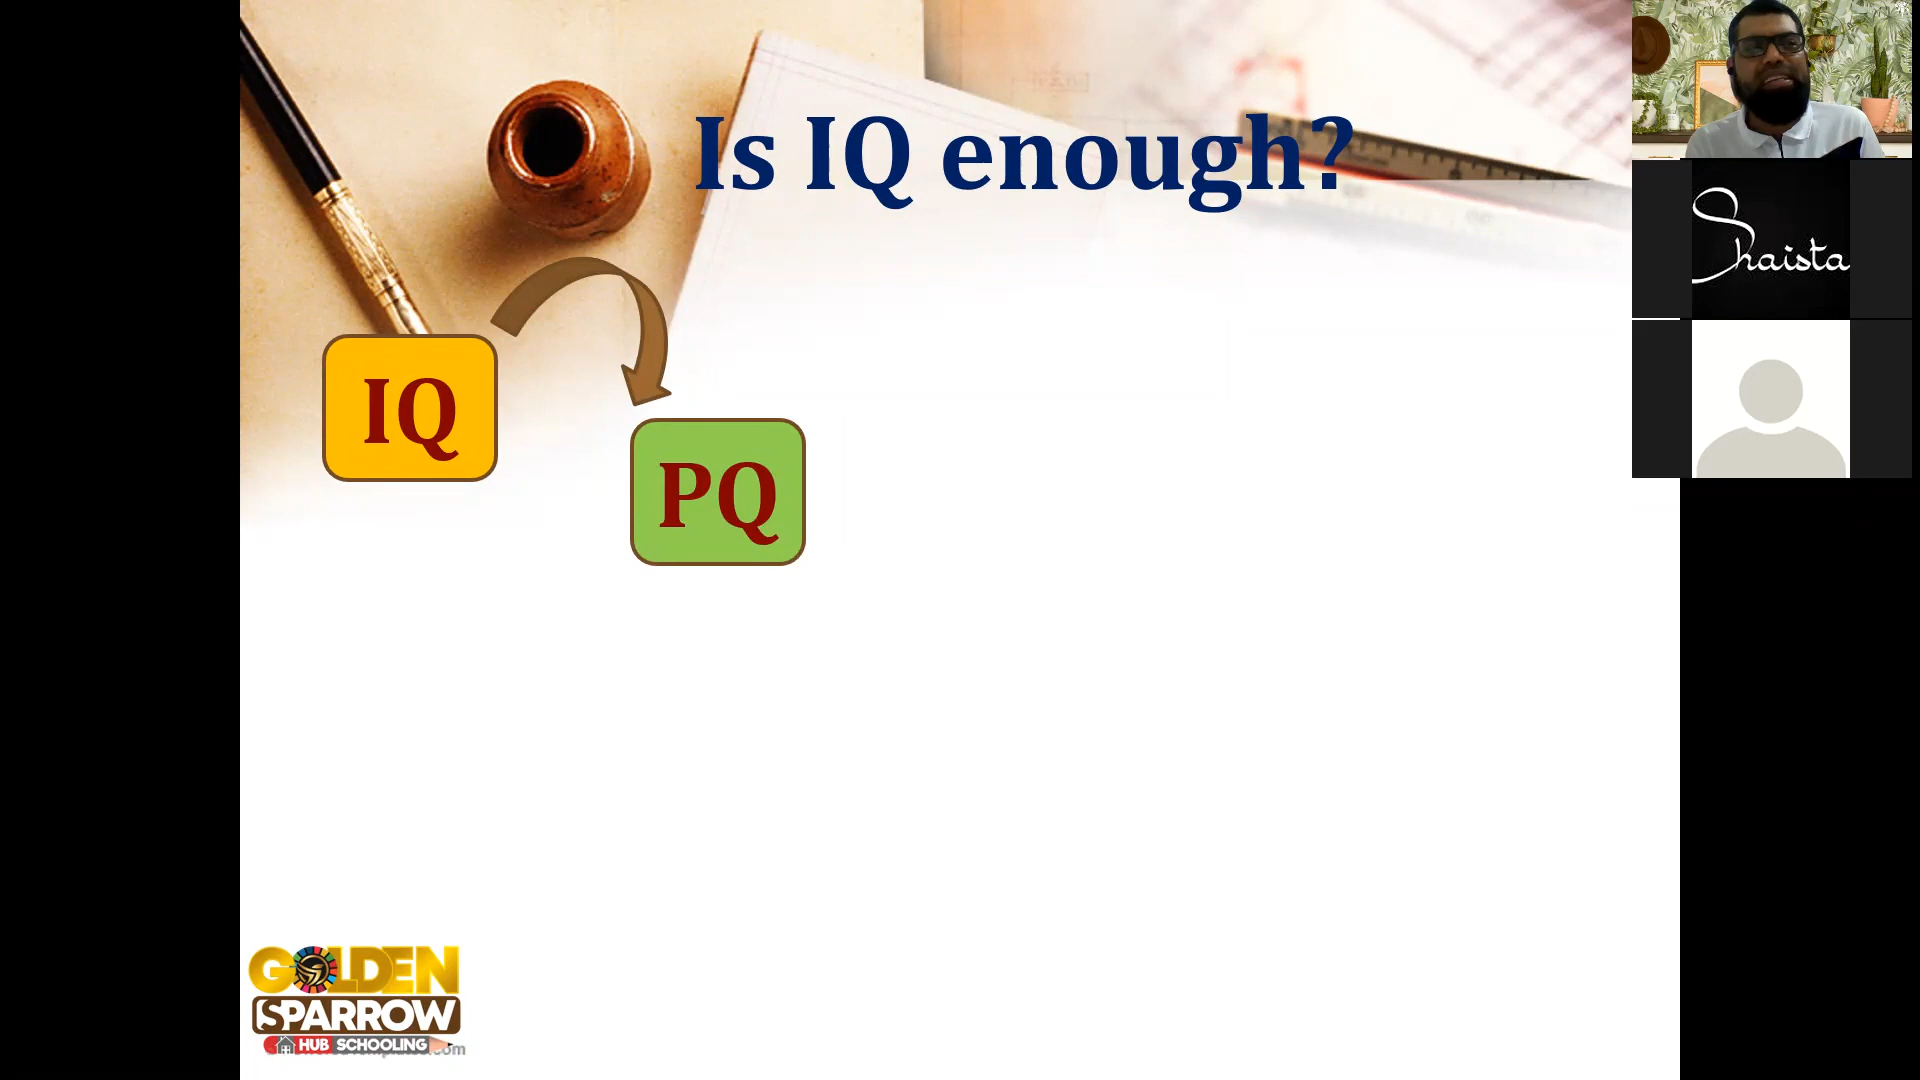 Is IQ enough?
IQ
PQ
Shaista
GOLDEN
SPARROW
HUB SCHOOLING